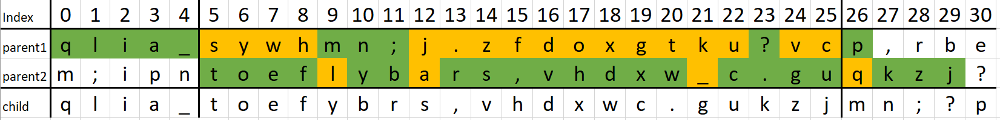 Index 0 1 2 3 4 5 6 7 8 9 10 11 12 13 14 15 16 17 18 19 20 21 22 23 24 25 26 27 28 29 30
parent1 q l i a _ s y w h m n ; j . z f d o x g t k u ? v c p , r b e
parent2 m ; i p n t o e f l y b a r s , v h d x w _ c . g u q k z j ?
child q l i a _ t o e f y b r s , v h d x w c . g u k z j m n ; ? p